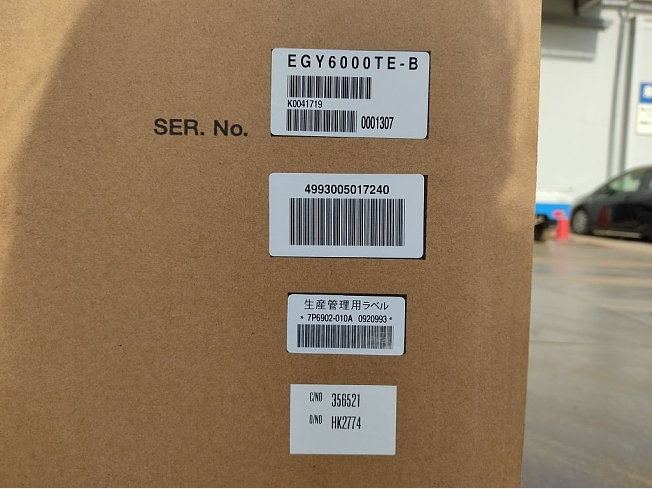 EGY6000TE-B
K0041719
SER. No.
0001307
4993005017240
生産管理用ラベル
* 7P6902-010A 0920993 *
C/NO 356521
O/NO HK2774